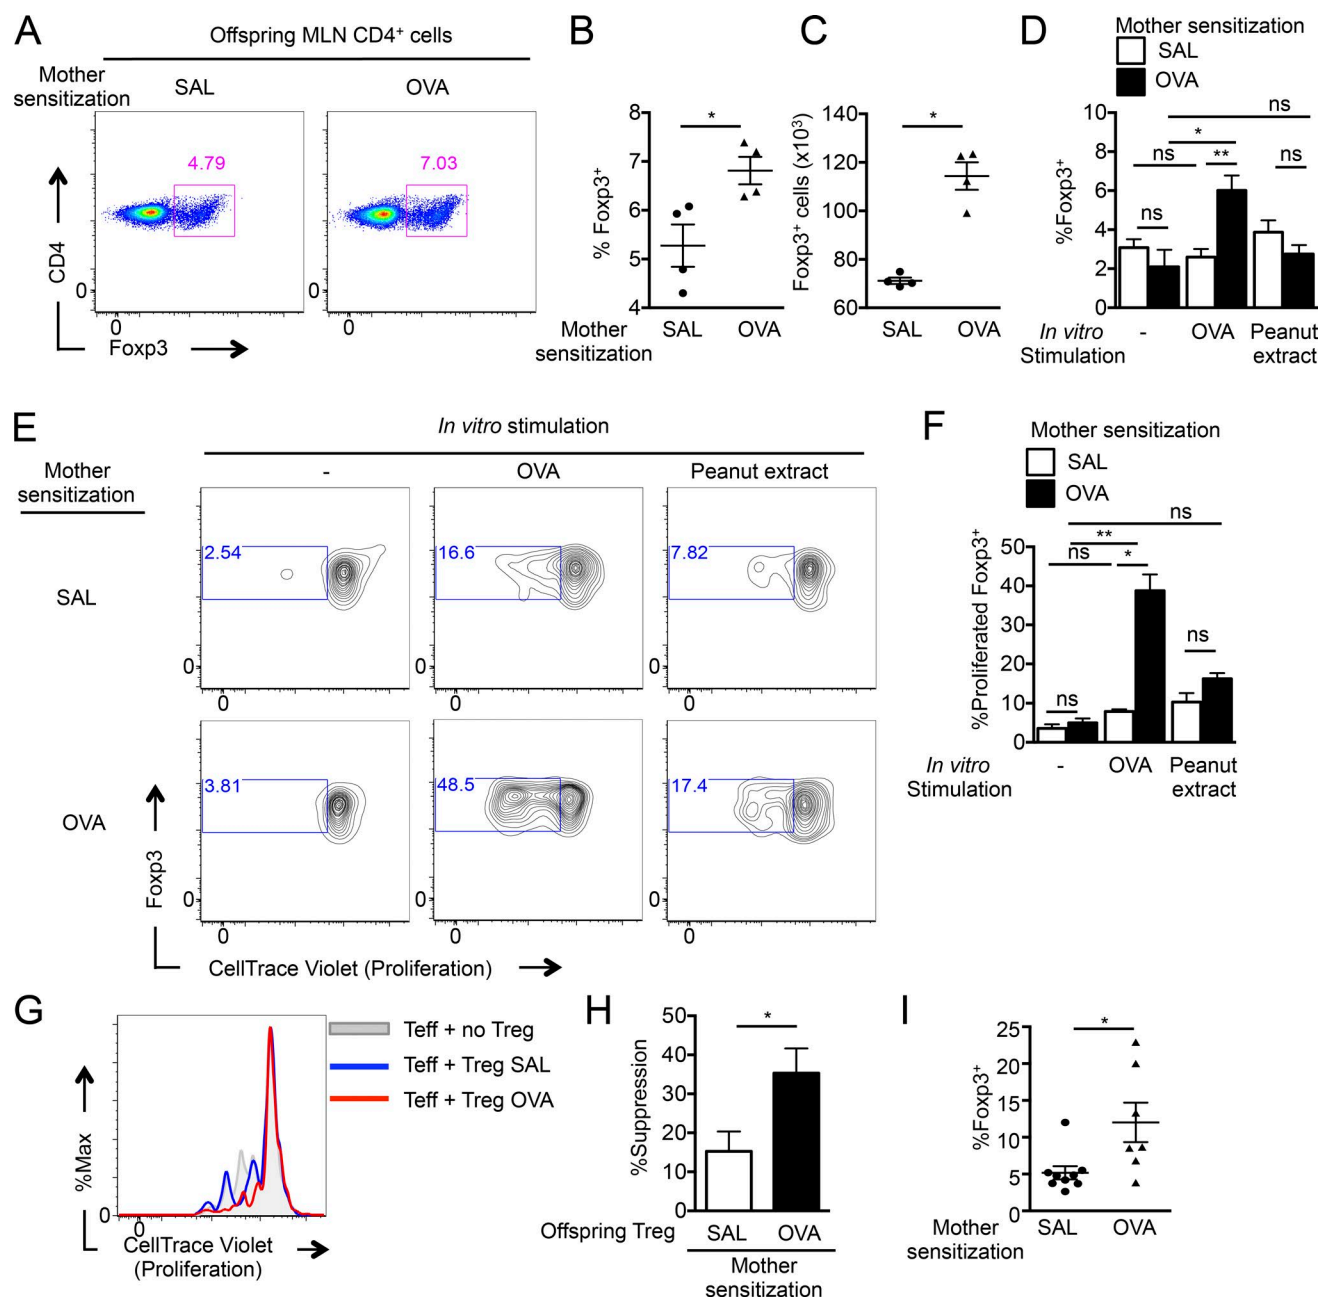 A
Offspring MLN CD4⁺ cells
Mother
sensitization
SAL
OVA
4.79
7.03
CD4
0
0
0
0
Foxp3
B
*
8
7
6
5
4
% Foxp3⁺
Mother
sensitization
SAL
OVA
C
*
140
120
100
80
60
Foxp3⁺ cells (x10³)
SAL
OVA
D
Mother sensitization
SAL
OVA
ns
*
ns
**
ns
ns
10
8
6
4
2
0
%Foxp3⁺
In vitro
Stimulation
-
OVA
Peanut
extract
E
In vitro stimulation
Mother
sensitization
-
OVA
Peanut extract
SAL
2.54
16.6
7.82
0
0
0
0
0
0
OVA
3.81
48.5
17.4
0
0
0
0
0
0
Foxp3
CellTrace Violet (Proliferation)
F
Mother sensitization
SAL
OVA
ns
**
ns
*
ns
ns
50
40
30
20
10
0
%Proliferated Foxp3⁺
In vitro
Stimulation
-
OVA
Peanut
extract
G
Teff + no Treg
Teff + Treg SAL
Teff + Treg OVA
%Max
0
0
CellTrace Violet
(Proliferation)
H
*
50
40
30
20
10
0
%Suppression
Offspring Treg
SAL
OVA
Mother
sensitization
I
*
25
20
15
10
5
0
%Foxp3⁺
Mother
sensitization
SAL
OVA